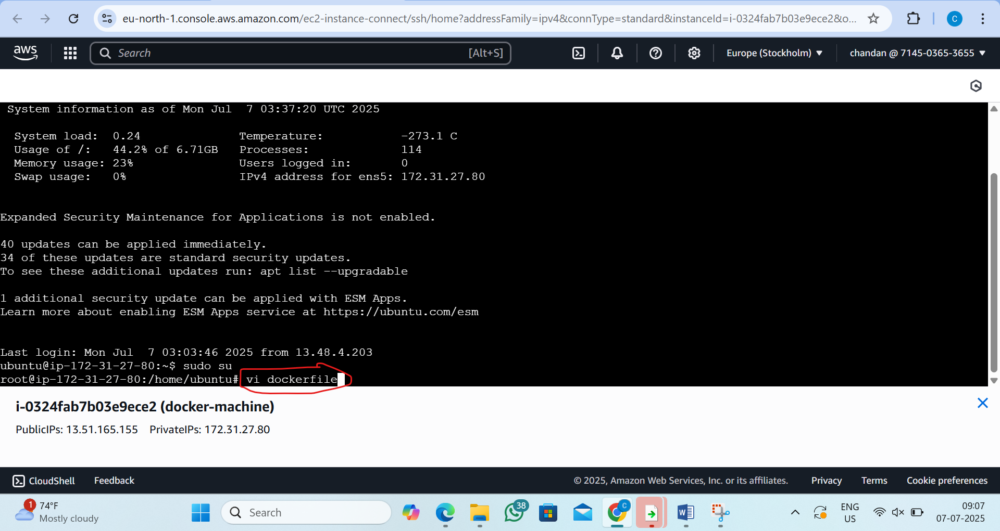 eu-north-1.console.aws.amazon.com/ec2-instance-connect/ssh/home?addressFamily=ipv4&connType=standard&instanceId=i-0324fab7b03e9ece2&o...
C
aws
Search
[Alt+S]
Europe (Stockholm)
chandan @ 7145-0365-3655
System information as of Mon Jul  7 03:37:20 UTC 2025
System load:  0.24  Temperature:  -273.1 C
Usage of /:  44.2% of 6.71GB  Processes:  114
Memory usage: 23%  Users logged in:  0
Swap usage:  0%  IPv4 address for ens5: 172.31.27.80
Expanded Security Maintenance for Applications is not enabled.
40 updates can be applied immediately.
34 of these updates are standard security updates.
To see these additional updates run: apt list --upgradable
1 additional security update can be applied with ESM Apps.
Learn more about enabling ESM Apps service at https://ubuntu.com/esm
Last login: Mon Jul  7 03:03:46 2025 from 13.48.4.203
ubuntu@ip-172-31-27-80:~$ sudo su
root@ip-172-31-27-80:/home/ubuntu# vi dockerfile
i-0324fab7b03e9ece2 (docker-machine)
PublicIPs: 13.51.165.155  PrivateIPs: 172.31.27.80
CloudShell  Feedback  © 2025, Amazon Web Services, Inc. or its affiliates.  Privacy  Terms  Cookie preferences
1
74°F
Mostly cloudy
Search
38
C
W
ENG
US
09:07
07-07-2025